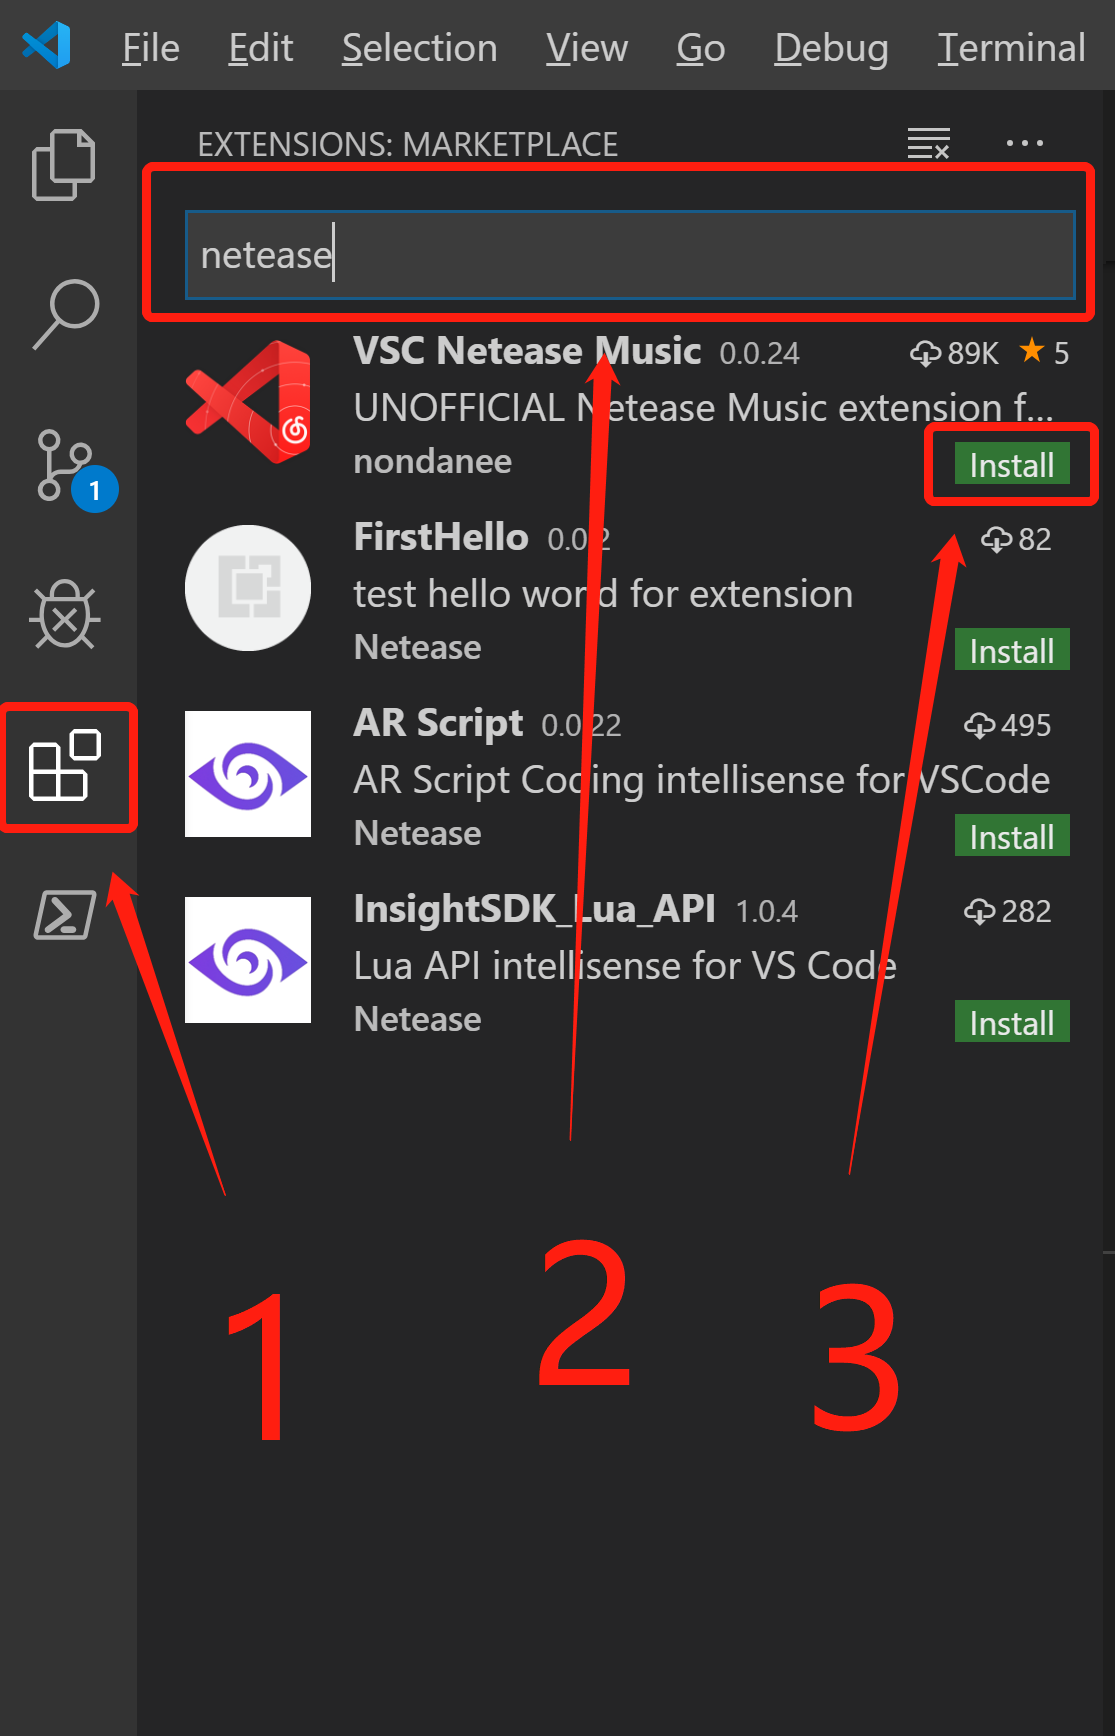 File Edit Selection View Go Debug Terminal
EXTENSIONS: MARKETPLACE
netease
VSC Netease Music 0.0.24 89K 5
UNOFFICIAL Netease Music extension f...
nondanee Install
1
FirstHello 0.0.2 82
test hello world for extension
Netease Install
AR Script 0.0.22 495
AR Script Coding intellisense for VSCode
Netease Install
InsightSDK_Lua_API 1.0.4 282
Lua API intellisense for VS Code
Netease Install
1 2 3